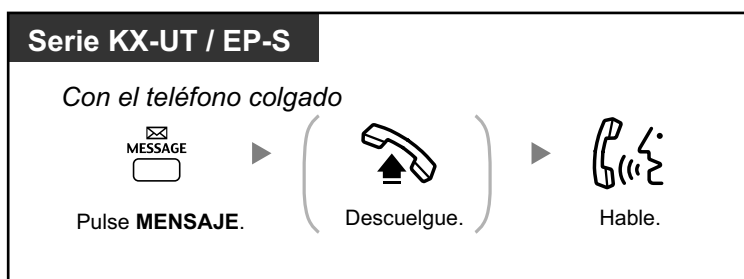 Serie KX-UT / EP-S
Con el teléfono colgado
MESSAGE
Pulse MENSAJE.
Descuelgue.
Hable.